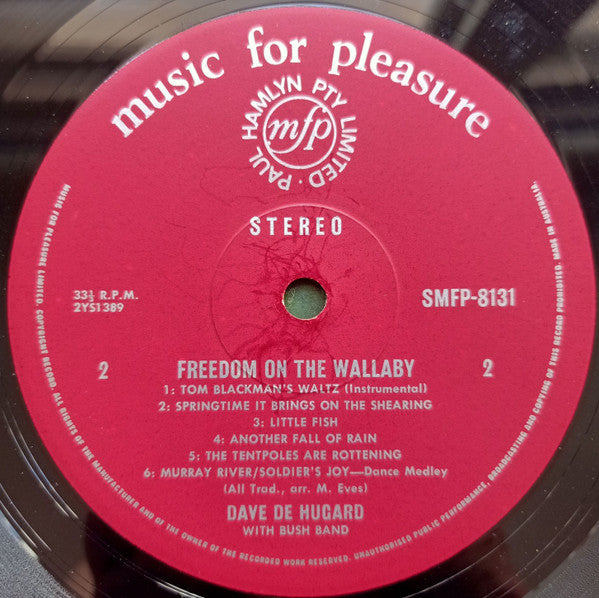 music for pleasure
PAUL HAMLYN PTY LIMITED ·
mfp
STEREO
33⅓ R.P.M.
2YS1389
SMFP-8131
2
2
FREEDOM ON THE WALLABY
1: TOM BLACKMAN'S WALTZ (Instrumental)
2: SPRINGTIME IT BRINGS ON THE SHEARING
3: LITTLE FISH
4: ANOTHER FALL OF RAIN
5: THE TENTPOLES ARE ROTTENING
6: MURRAY RIVER/SOLDIER'S JOY—Dance Medley
(All Trad., arr. M. Eves)
DAVE DE HUGARD
WITH BUSH BAND
MUSIC FOR PLEASURE LIMITED. COPYRIGHT RECORD. ALL RIGHTS OF THE MANUFACTURER AND OF THE OWNER OF THE RECORDED WORK RESERVED. UNAUTHORISED PUBLIC PERFORMANCE, BROADCASTING AND COPYING OF THIS RECORD PROHIBITED. MADE IN AUSTRALIA.